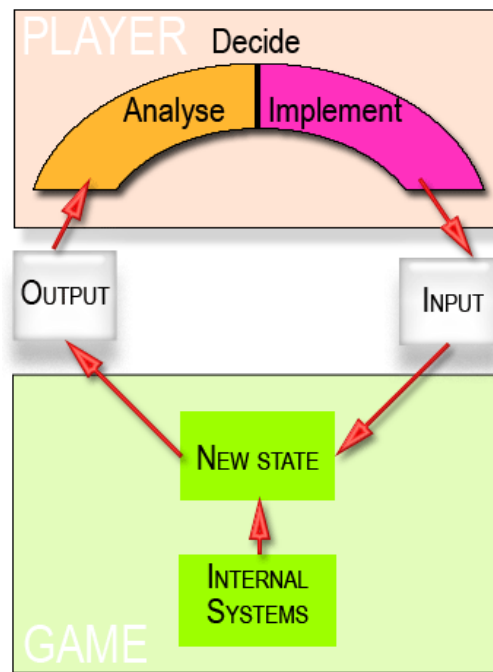 PLAYER
Decide
Analyse
Implement
OUTPUT
INPUT
NEW STATE
INTERNAL
SYSTEMS
GAME